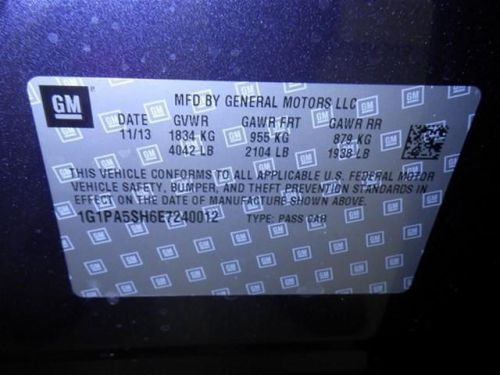 GM MFD BY GENERAL MOTORS LLC
DATE GVWR GAWR FRT GAWR RR
11/13 1834 KG 955 KG 879 KG
4042 LB 2104 LB 1938 LB
THIS VEHICLE CONFORMS TO ALL APPLICABLE U.S. FEDERAL MOTOR
VEHICLE SAFETY, BUMPER, AND THEFT PREVENTION STANDARDS IN
EFFECT ON THE DATE OF MANUFACTURE SHOWN ABOVE.
1G1PA5SH6E7240012 TYPE: PASS CAR